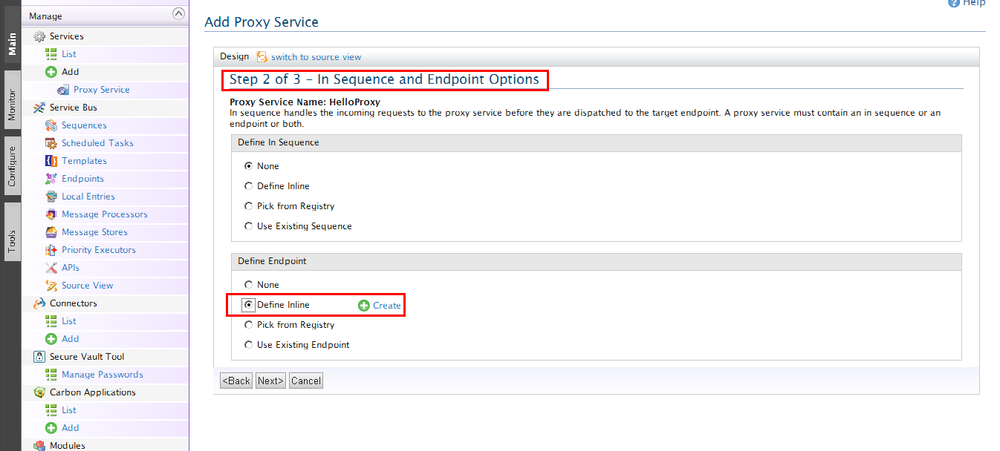 Help
Main
Monitor
Configure
Tools
Manage
Services
List
Add
Proxy Service
Service Bus
Sequences
Scheduled Tasks
Templates
Endpoints
Local Entries
Message Processors
Message Stores
Priority Executors
APIs
Source View
Connectors
List
Add
Secure Vault Tool
Manage Passwords
Carbon Applications
List
Add
Modules
Add Proxy Service
Design switch to source view
Step 2 of 3 - In Sequence and Endpoint Options
Proxy Service Name: HelloProxy
In sequence handles the incoming requests to the proxy service before they are dispatched to the target endpoint. A proxy service must contain an in sequence or an
endpoint or both.
Define In Sequence
None
Define Inline
Pick from Registry
Use Existing Sequence
Define Endpoint
None
Define Inline Create
Pick from Registry
Use Existing Endpoint
<Back Next> Cancel